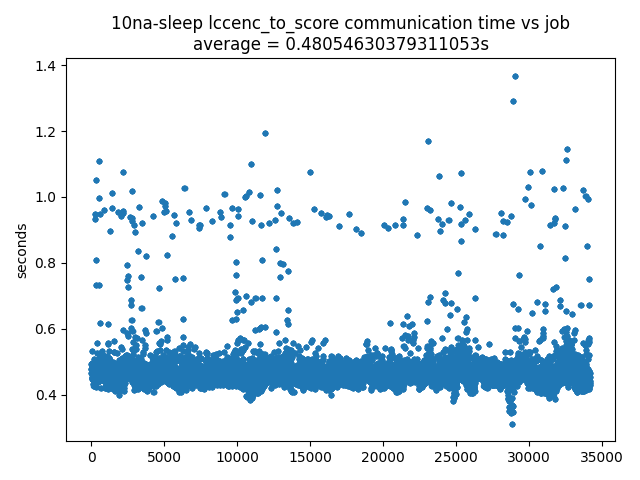 10na-sleep lccenc_to_score communication time vs job
average = 0.48054630379311053s
1.4
1.2
1.0
0.8
0.6
0.4
seconds
0 5000 10000 15000 20000 25000 30000 35000